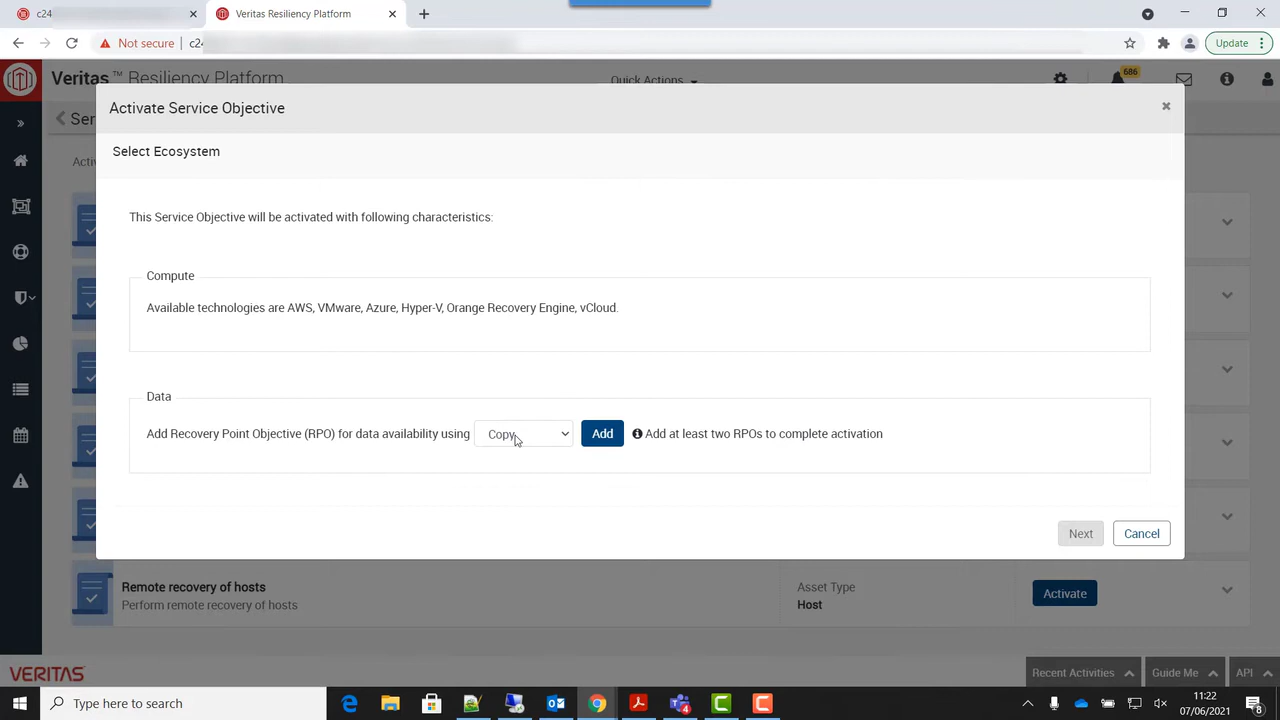 c24
Veritas Resiliency Platform
Not secure
c24
Update
Veritas™ Resiliency Platform
Quick Actions
686
Activate Service Objective
Ser
Select Ecosystem
Activ
This Service Objective will be activated with following characteristics:
Compute
Available technologies are AWS, VMware, Azure, Hyper-V, Orange Recovery Engine, vCloud.
Data
Add Recovery Point Objective (RPO) for data availability using
Copy
Add
Add at least two RPOs to complete activation
Next
Cancel
Remote recovery of hosts
Perform remote recovery of hosts
Asset Type
Host
Activate
VERITAS
Recent Activities
Guide Me
API
Type here to search
11:22
07/06/2021
8